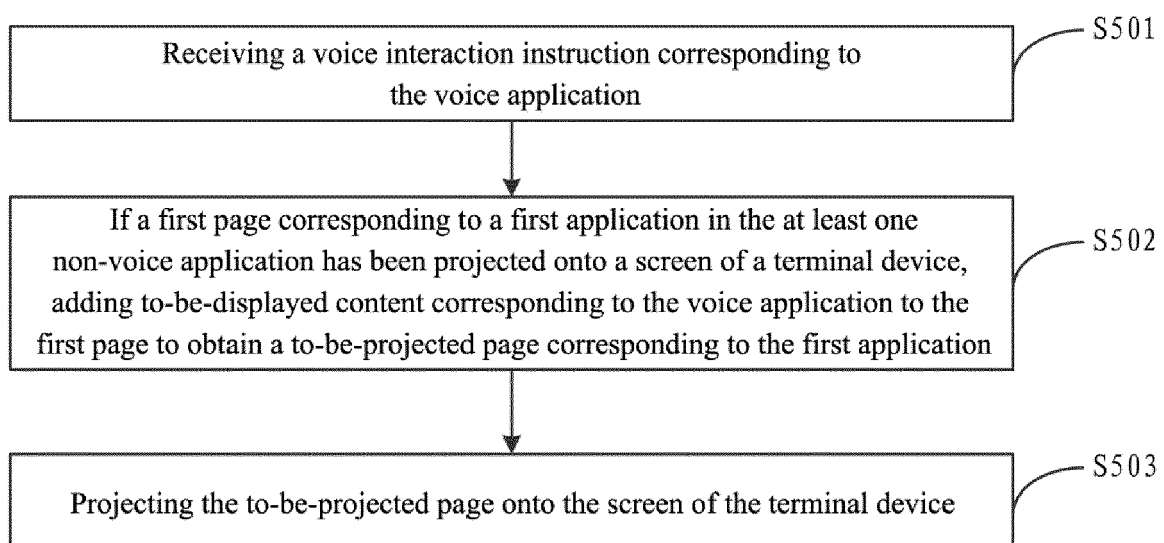 S501
Receiving a voice interaction instruction corresponding to
the voice application
If a first page corresponding to a first application in the at least one
non-voice application has been projected onto a screen of a terminal device,
adding to-be-displayed content corresponding to the voice application to the
first page to obtain a to-be-projected page corresponding to the first application
S502
Projecting the to-be-projected page onto the screen of the terminal device
S503